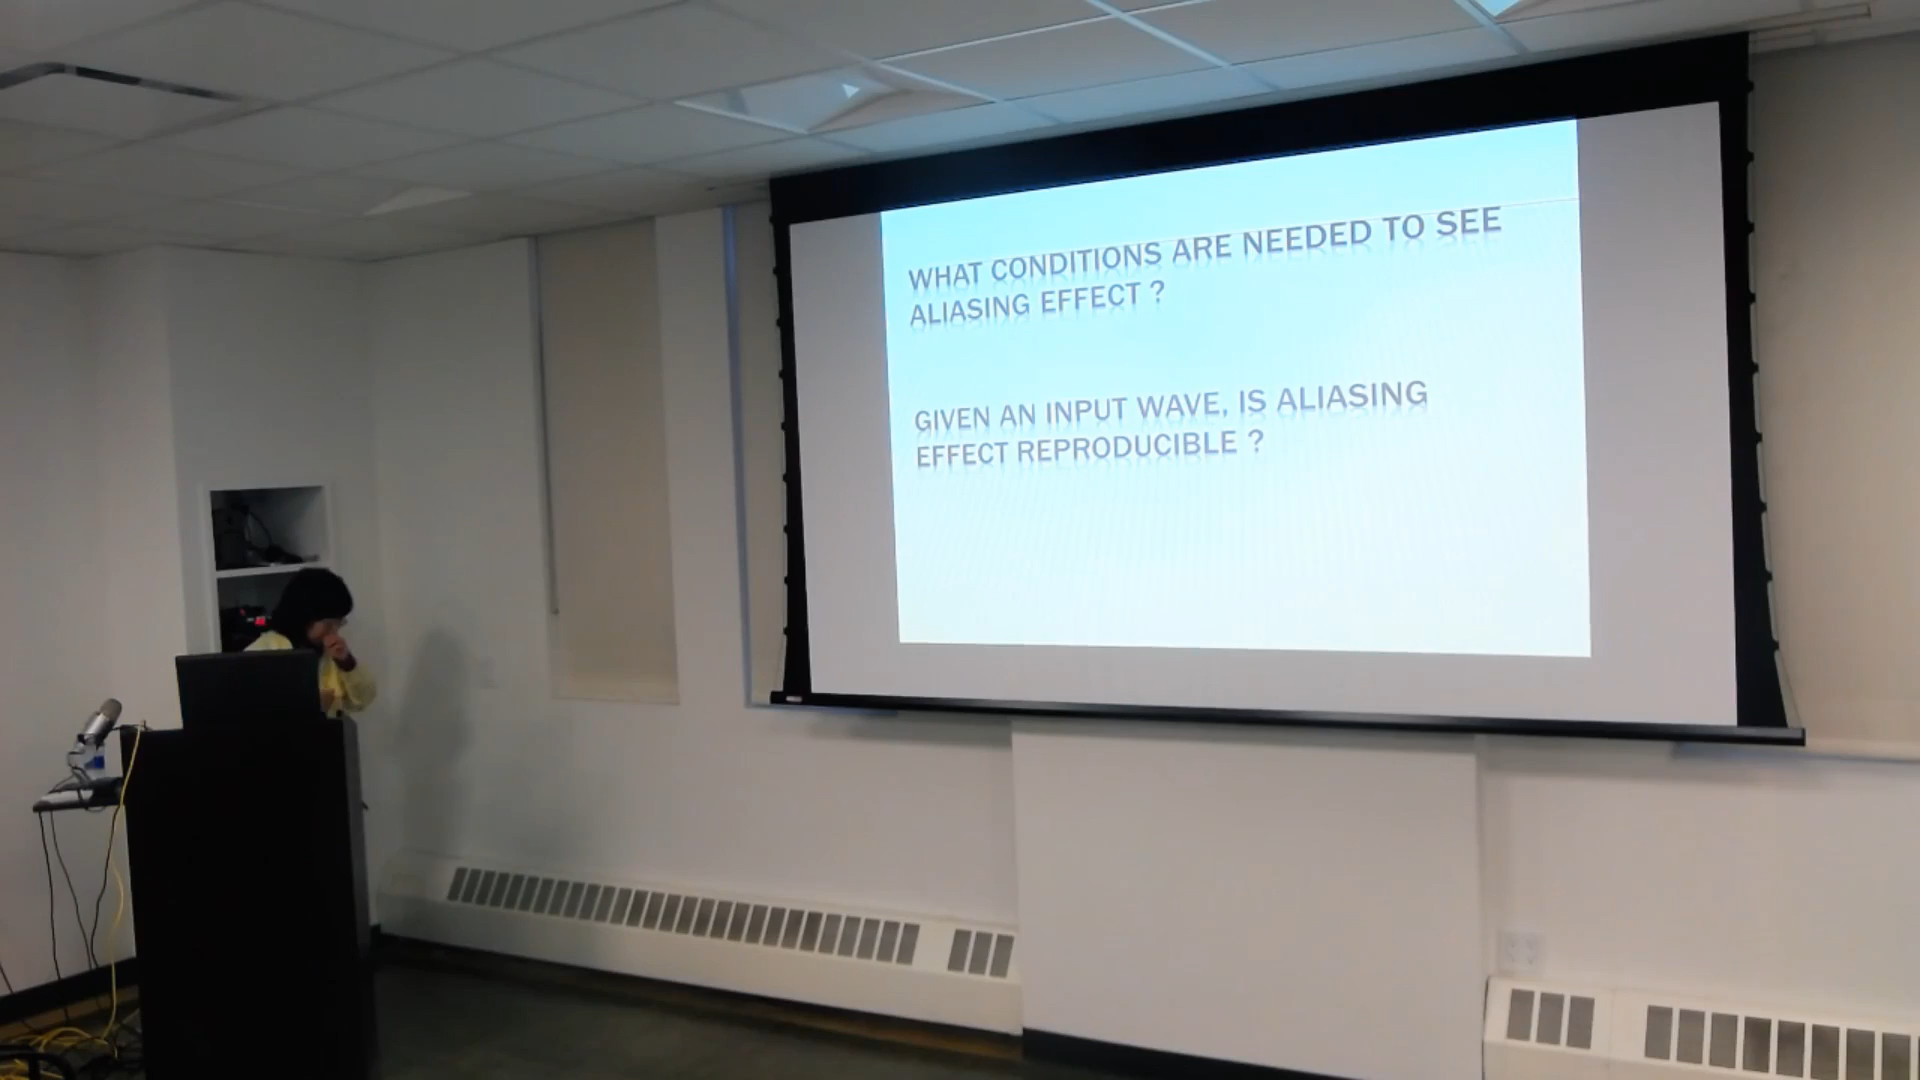 WHAT CONDITIONS ARE NEEDED TO SEE
ALIASING EFFECT ?
GIVEN AN INPUT WAVE, IS ALIASING
EFFECT REPRODUCIBLE ?